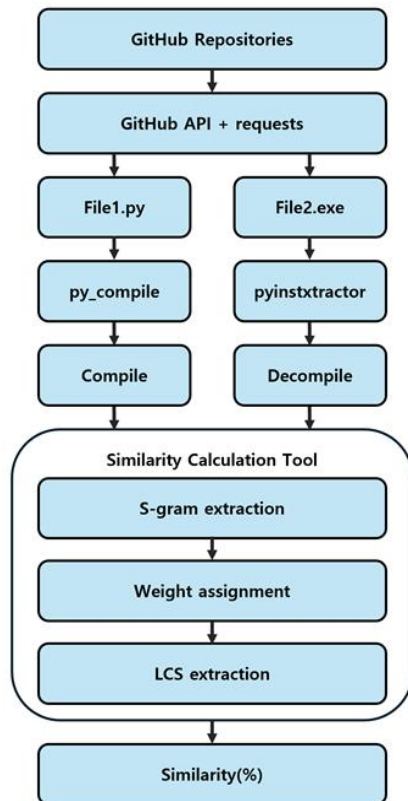 GitHub Repositories
GitHub API + requests
File1.py
File2.exe
py_compile
pyinstxtractor
Compile
Decompile
Similarity Calculation Tool
S-gram extraction
Weight assignment
LCS extraction
Similarity(%)